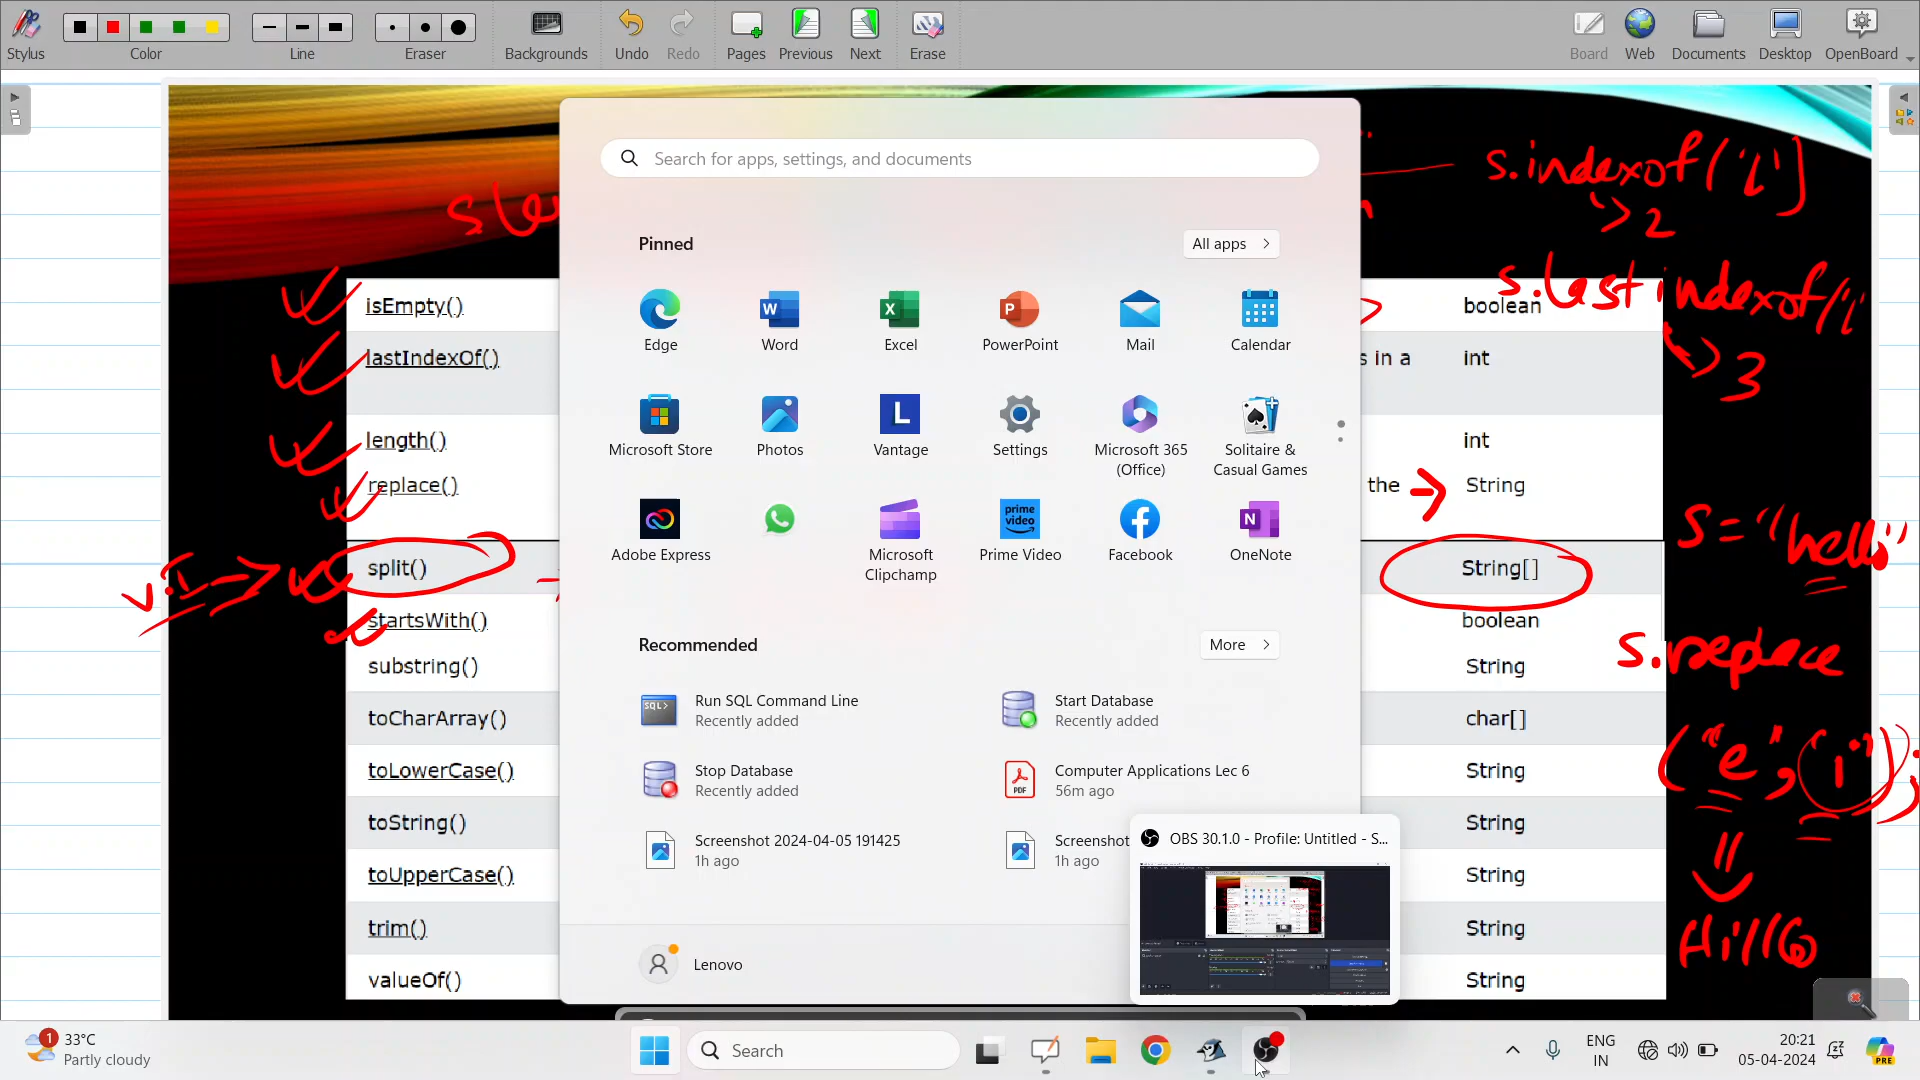 Stylus
Color
Line
Eraser
Backgrounds
Undo
Redo
Pages
Previous
Next
Erase
Board
Web
Documents
Desktop
OpenBoard
Search for apps, settings, and documents
Pinned
All apps
Edge
Word
Excel
PowerPoint
Mail
Calendar
Microsoft Store
Photos
Vantage
Settings
Microsoft 365
(Office)
Solitaire &
Casual Games
Adobe Express
Microsoft
Clipchamp
prime
video
Prime Video
Facebook
OneNote
Recommended
More
Run SQL Command Line
Recently added
Start Database
Recently added
Stop Database
Recently added
Computer Applications Lec 6
56m ago
Screenshot 2024-04-05 191425
1h ago
Screenshot
1h ago
OBS 30.1.0 - Profile: Untitled - S...
Lenovo
isEmpty()
boolean
lastIndexOf()
s in a
int
length()
int
replace()
the
String
split()
String[]
startsWith()
boolean
substring()
String
toCharArray()
char[]
toLowerCase()
String
toString()
String
toUpperCase()
String
trim()
String
valueOf()
String
s.indexof('l')
2
s.lastindexof('l'
3
s = "hello"
s.replace
("e", "i");
Hillo
1
33°C
Partly cloudy
Search
ENG
IN
20:21
05-04-2024
PRE